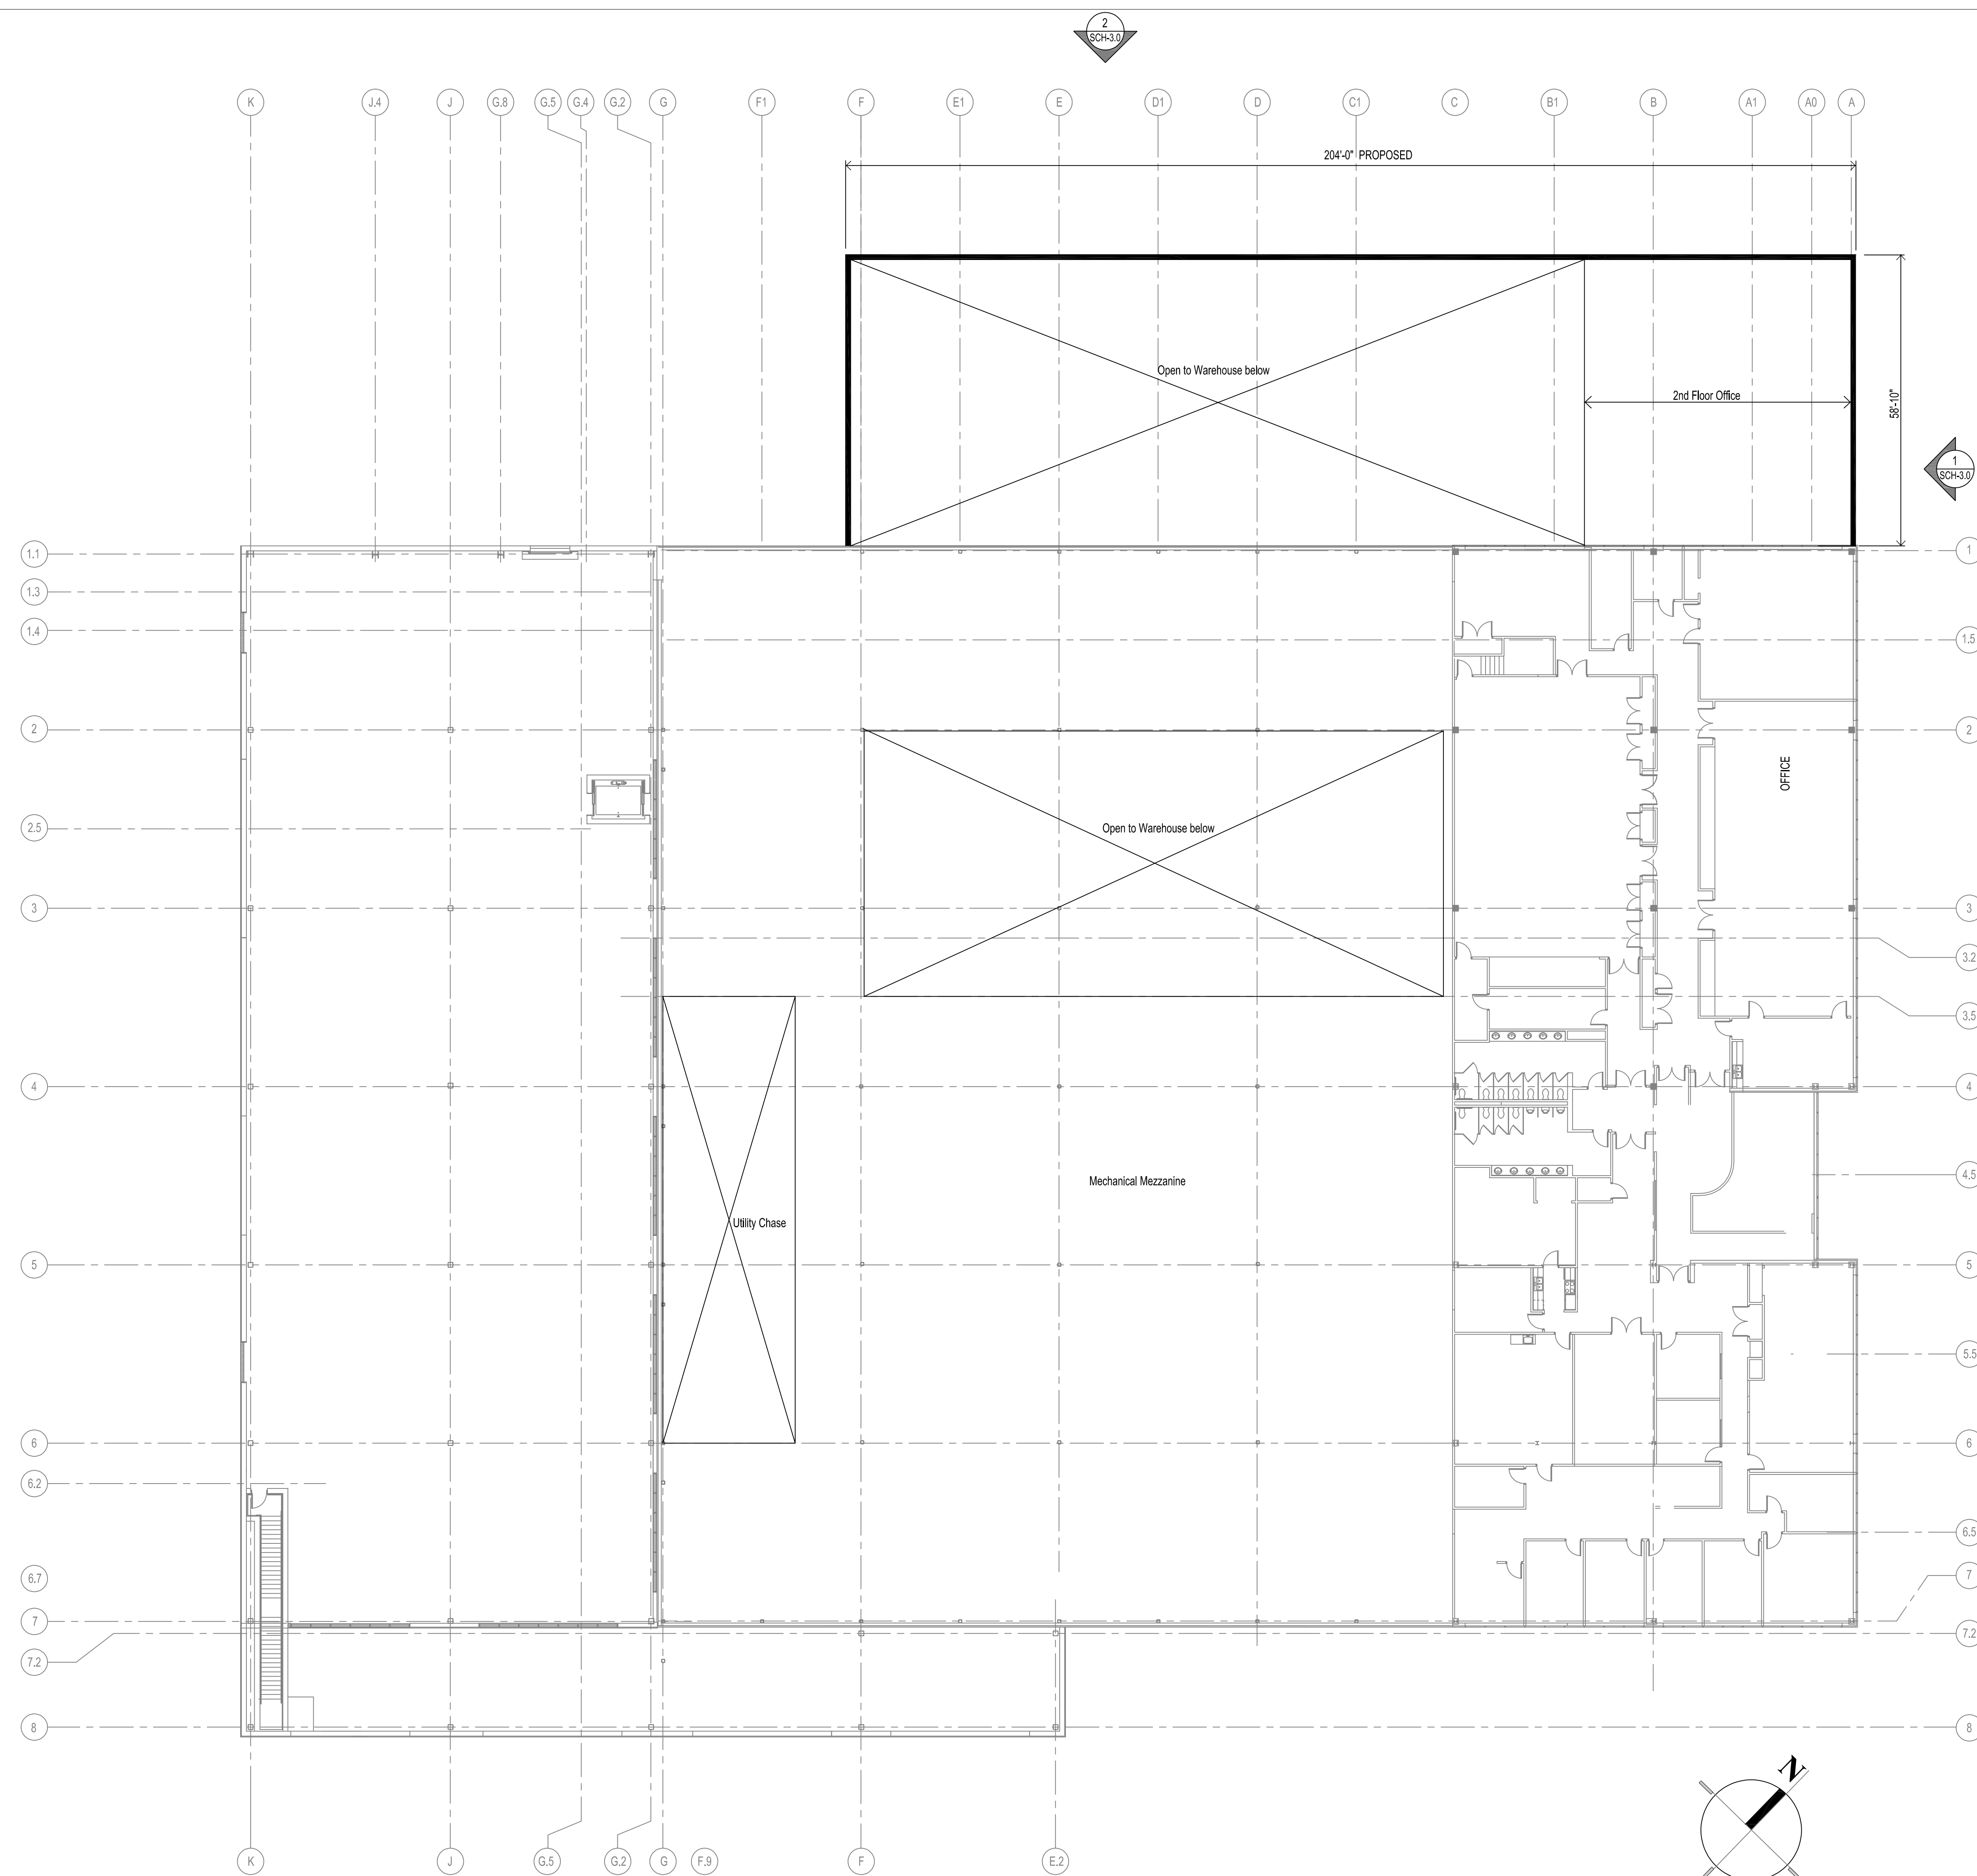 2
SCH-3.0
K
J.4
J
G.8
G.5
G.4
G.2
G
F1
F
E1
E
D1
D
C1
C
B1
B
A1
A0
A
204'-0" PROPOSED
Open to Warehouse below
2nd Floor Office
58'-10"
1
SCH-3.0
1.1
1
1.3
1.4
1.5
2
2
OFFICE
2.5
Open to Warehouse below
3
3
3.2
3.5
4
4
4.5
Mechanical Mezzanine
Utility Chase
5
5
5.5
6
6
6.2
6.5
6.7
7
7
7.2
7.2
8
8
N
K
J
G.5
G.2
G
F.9
F
E.2